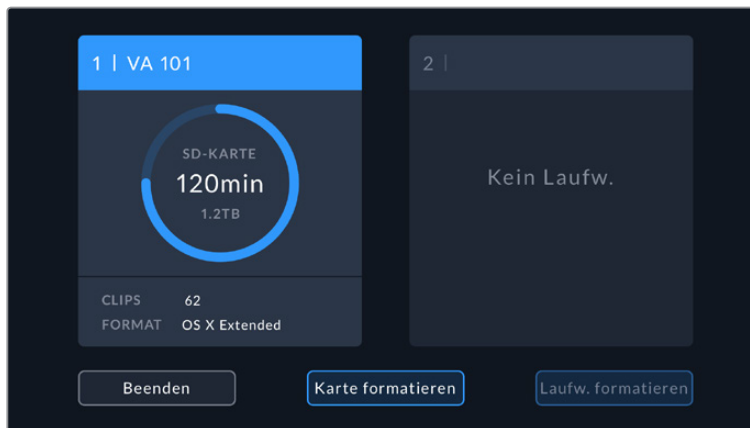 1 | VA 101
SD-KARTE
120min
1.2TB
CLIPS 62
FORMAT OS X Extended
2 |
Kein Laufw.
Beenden
Karte formatieren
Laufw. formatieren